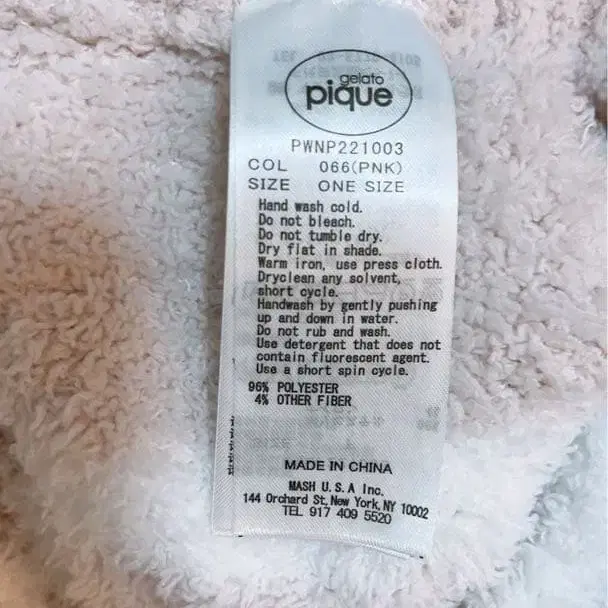 gelato
pique
PWNP221003
COL 066(PNK)
SIZE ONE SIZE
Hand wash cold.
Do not bleach.
Do not tumble dry.
Dry flat in shade.
Warm iron, use press cloth.
Dryclean any solvent,
short cycle.
Handwash by gently pushing
up and down in water.
Do not rub and wash.
Use detergent that does not
contain fluorescent agent.
Use a short spin cycle.
96% POLYESTER
4% OTHER FIBER
MADE IN CHINA
MASH U.S.A Inc.
144 Orchard St, New York, NY 10002
TEL 917 409 5520